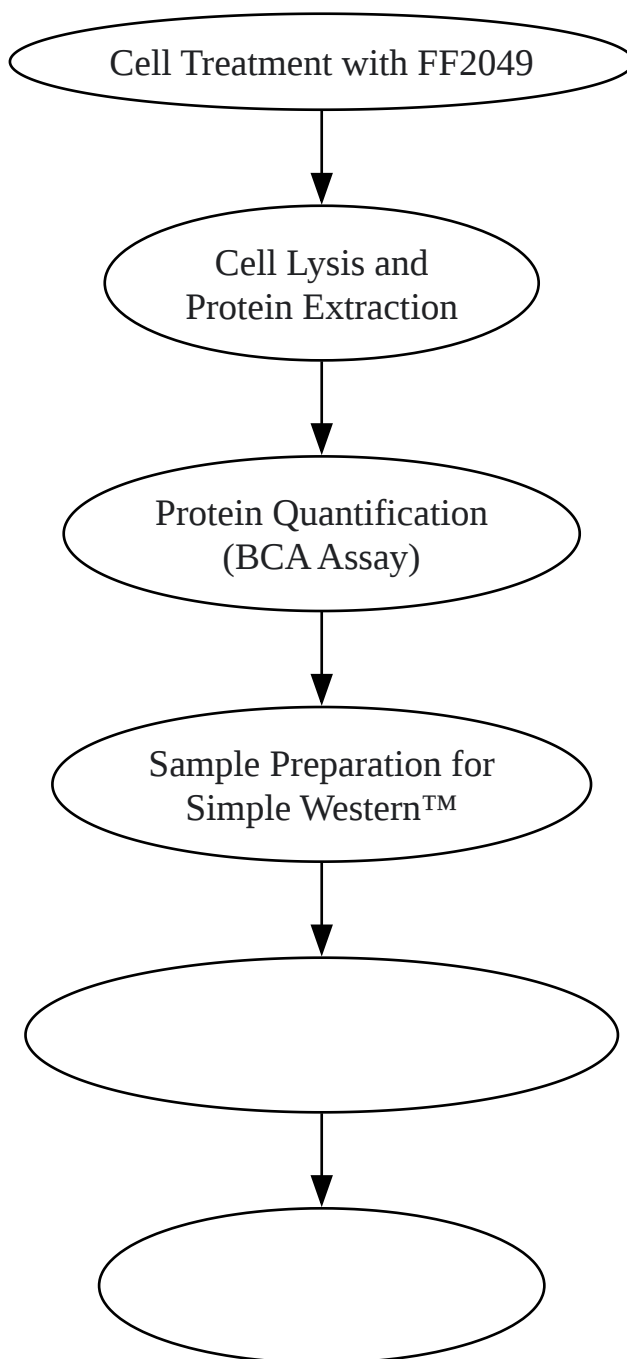 Cell Treatment with FF2049
Cell Lysis and
Protein Extraction
Protein Quantification
(BCA Assay)
Sample Preparation for
Simple Western™